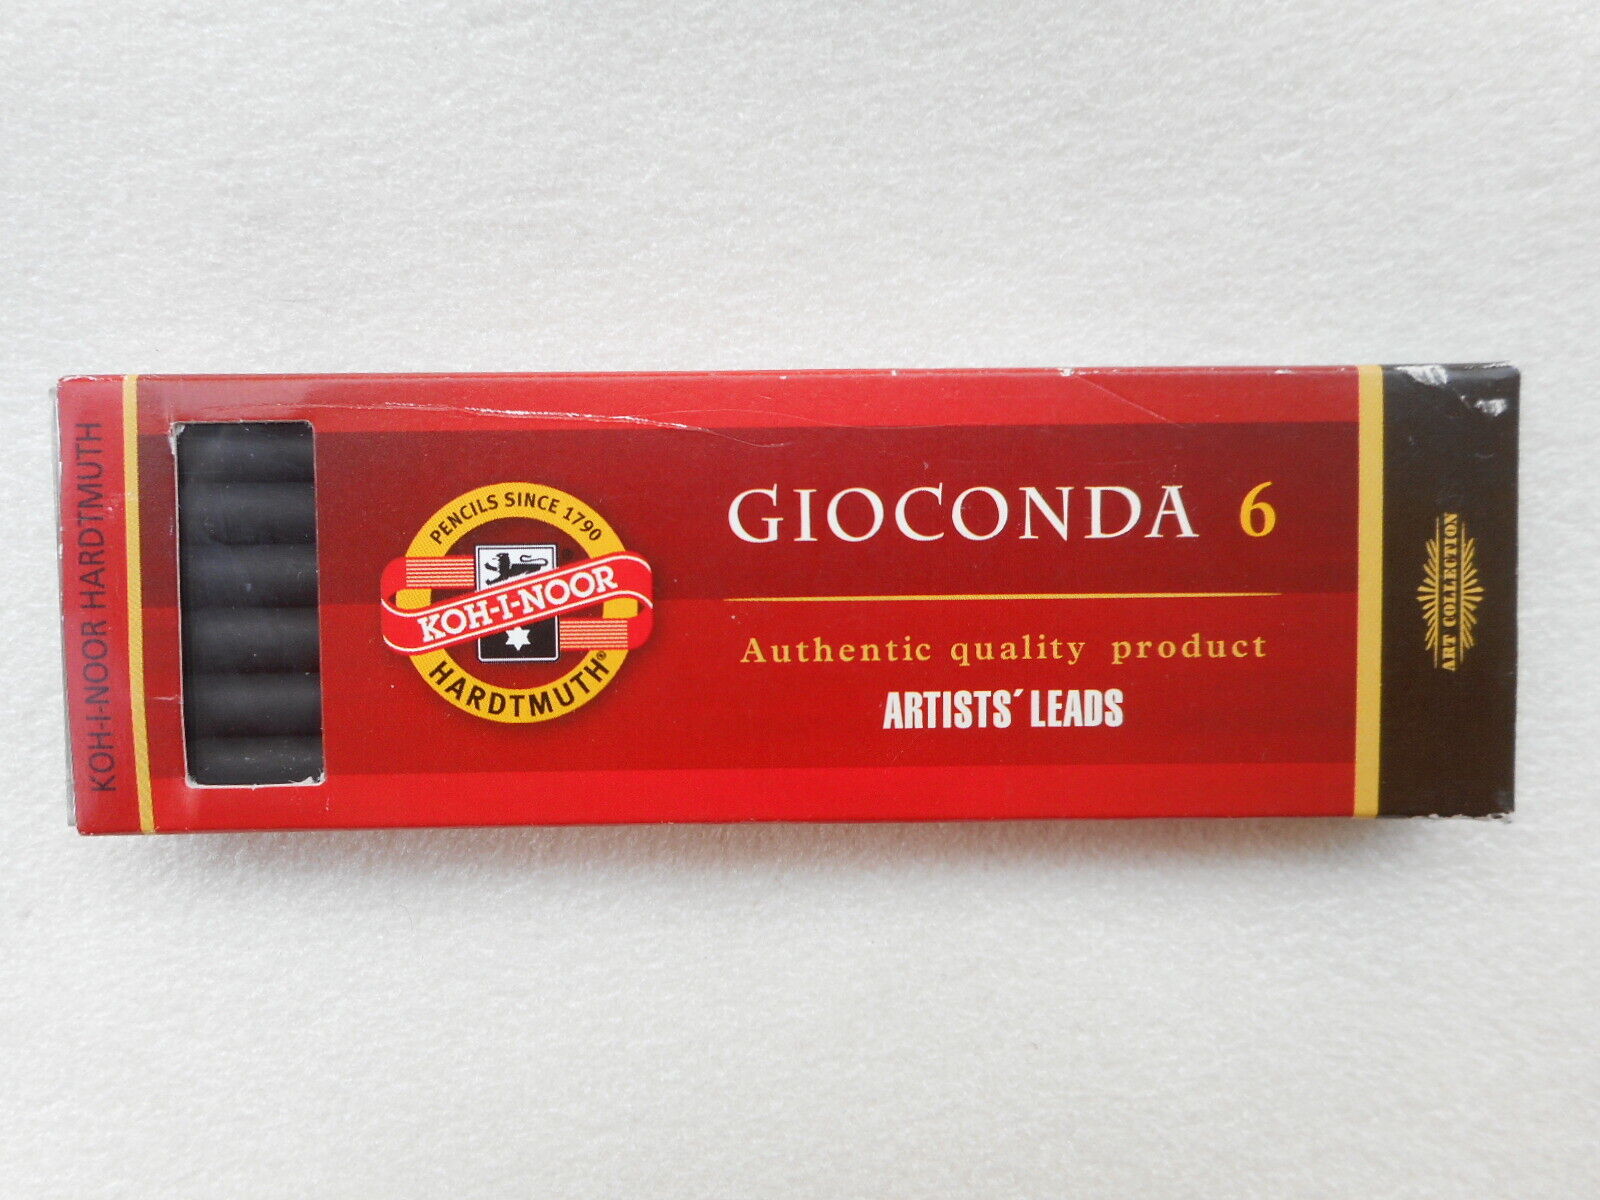 KOH-I-NOOR HARDTMUTH
PENCILS SINCE 1790
®
KOH-I-NOOR
HARDTMUTH®
GIOCONDA 6
Authentic quality product
ARTISTS´ LEADS
ART COLLECTION